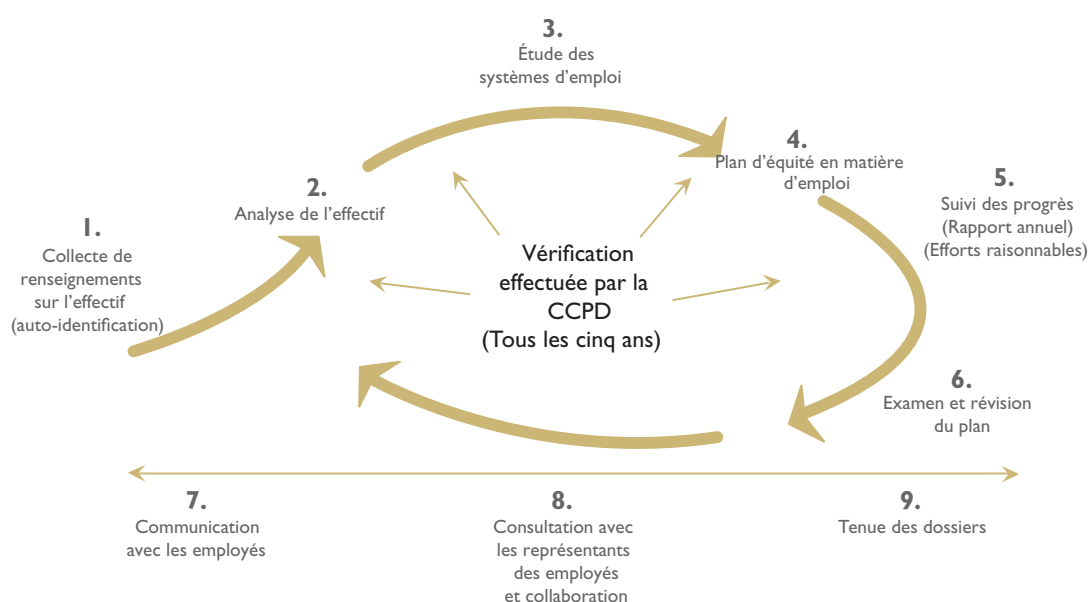 1.
Collecte de
renseignements
sur l’effectif
(auto-identification)
2.
Analyse de l’effectif
3.
Étude des
systèmes d’emploi
4.
Plan d’équité en matière
d’emploi
5.
Suivi des progrès
(Rapport annuel)
(Efforts raisonnables)
Vérification
effectuée par la
CCPD
(Tous les cinq ans)
6.
Examen et révision
du plan
7.
Communication
avec les employés
8.
Consultation avec
les représentants
des employés
et collaboration
9.
Tenue des dossiers